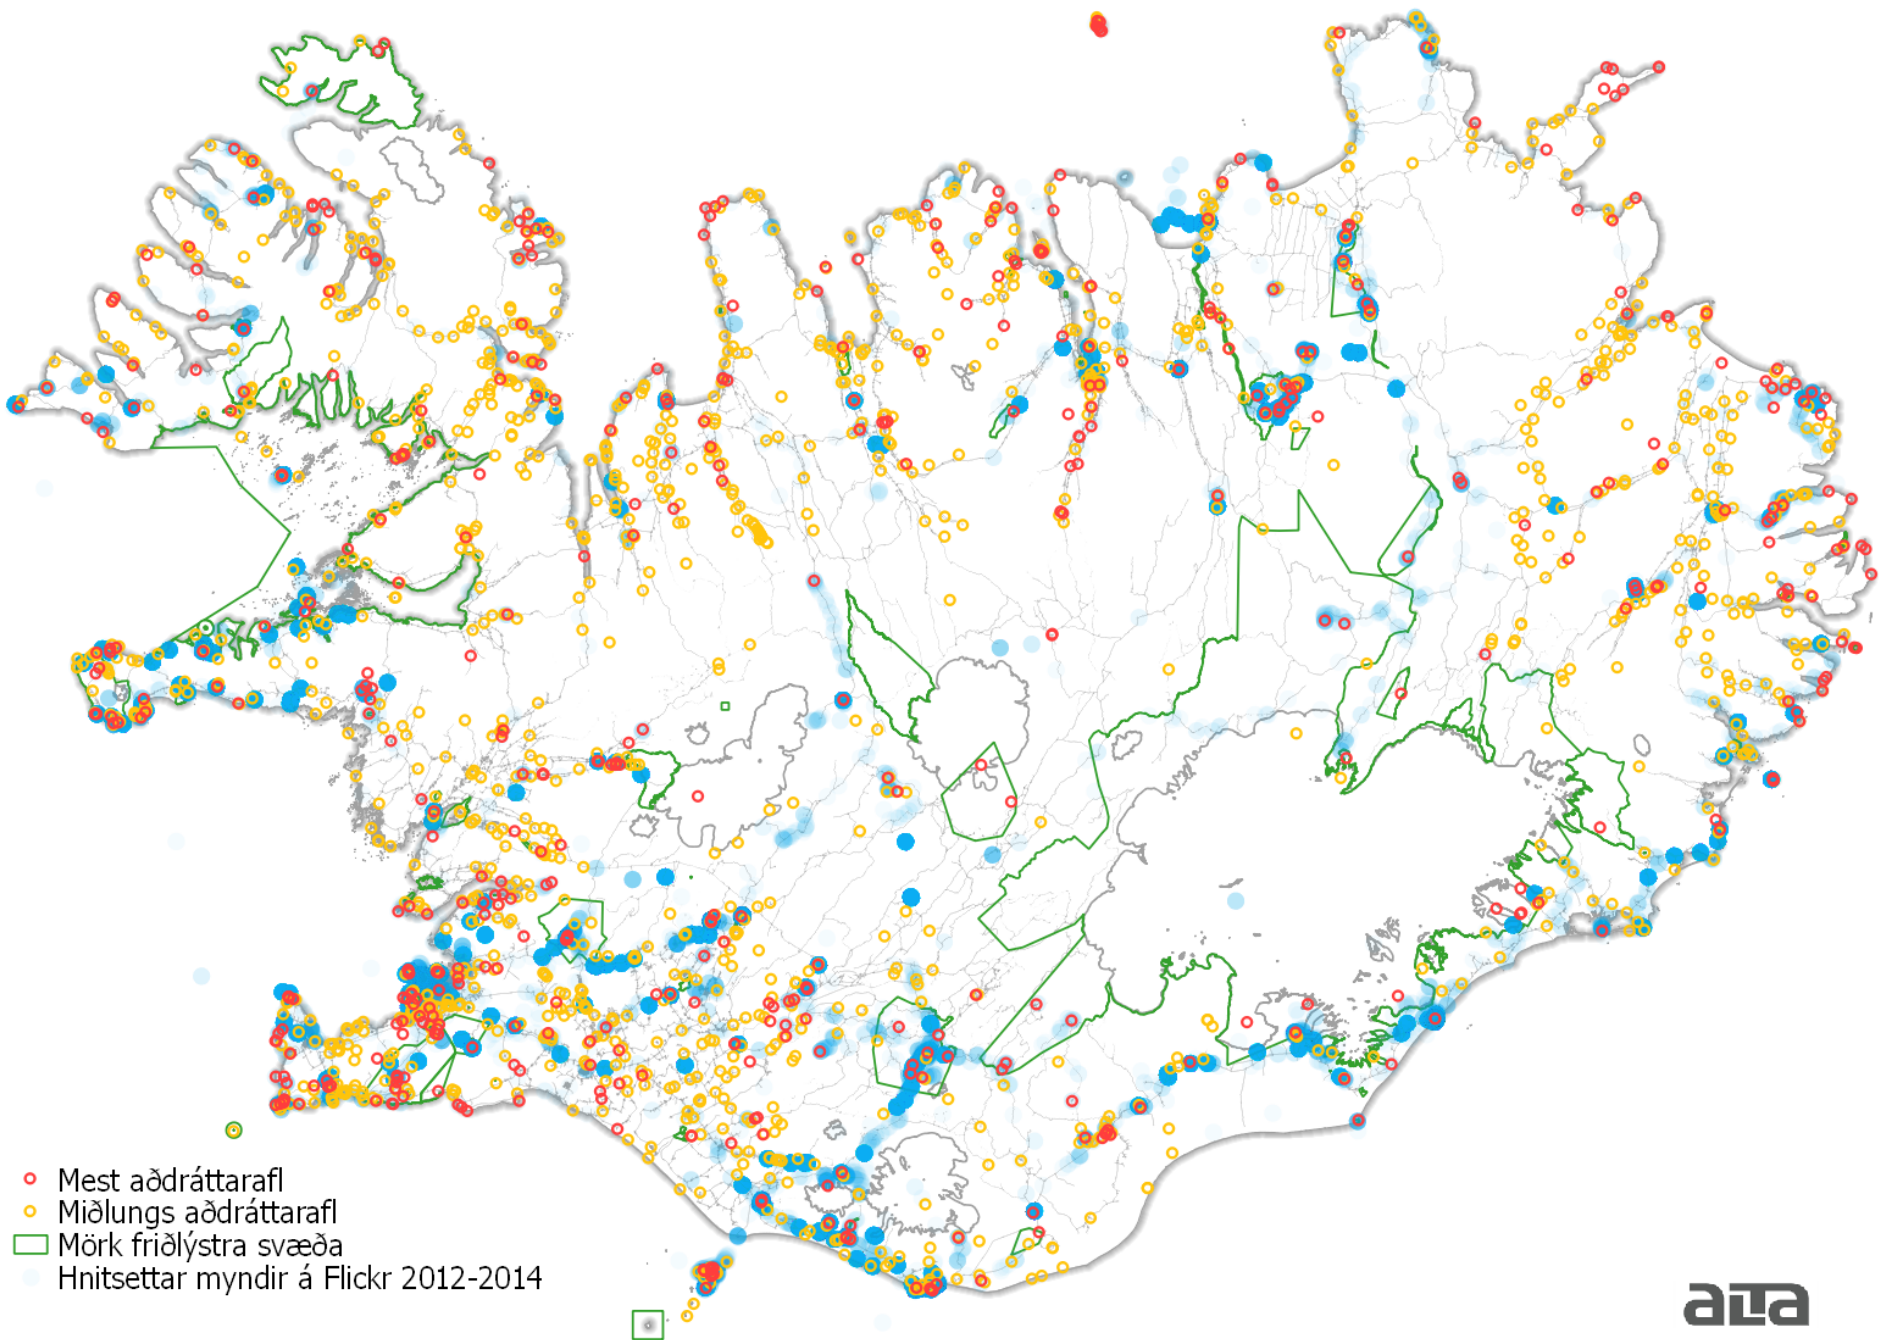 Mest aðdráttarafl
Miðlungs aðdráttarafl
Mörk friðlýstra svæða
Hnitsettar myndir á Flickr 2012-2014
alta